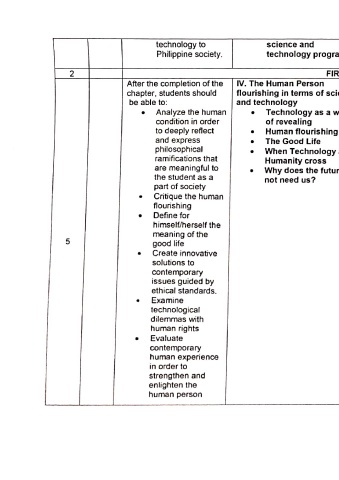 technology to
Philippine society.
science and
technology progra
2
FIR
After the completion of the
chapter, students should
be able to:
• Analyze the human
condition in order
to deeply reflect
and express
philosophical
ramifications that
are meaningful to
the student as a
part of society
• Critique the human
flourishing
• Define for
himself/herself the
meaning of the
good life
• Create innovative
solutions to
contemporary
issues guided by
ethical standards.
• Examine
technological
dilemmas with
human rights
• Evaluate
contemporary
human experience
in order to
strengthen and
enlighten the
human person
5
IV. The Human Person
flourishing in terms of scie
and technology
• Technology as a w
of revealing
• Human flourishing
• The Good Life
• When Technology
Humanity cross
• Why does the futur
not need us?